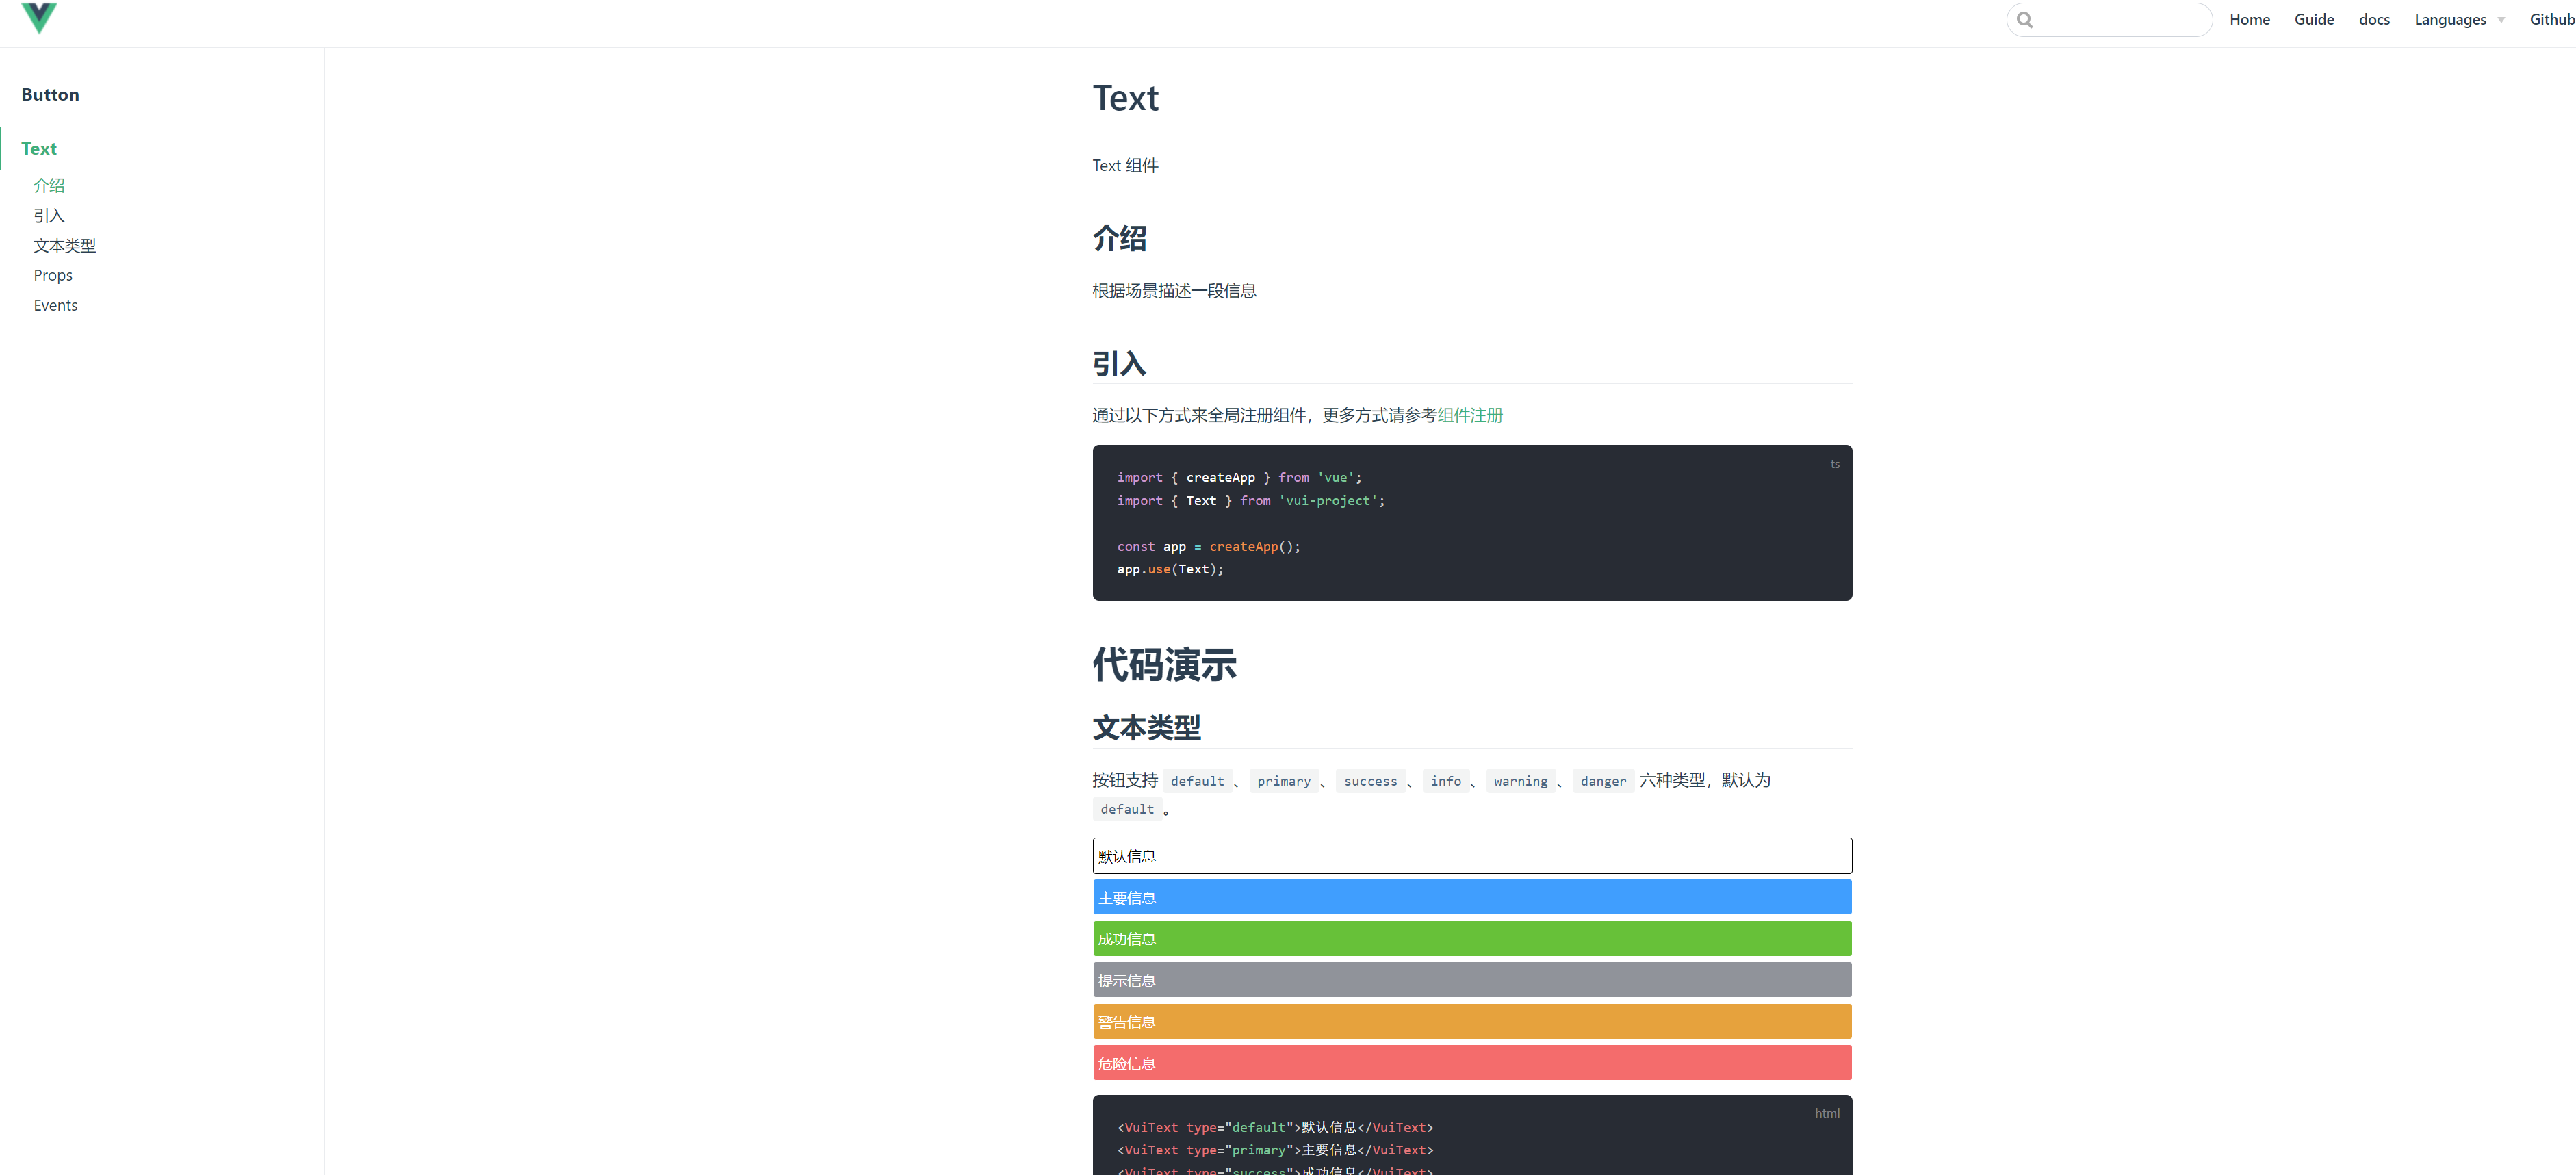 Home Guide docs Languages Github
Button
Text
介绍
引入
文本类型
Props
Events
Text
Text 组件
介绍
根据场景描述一段信息
引入
通过以下方式来全局注册组件，更多方式请参考组件注册
ts
import { createApp } from 'vue';
import { Text } from 'vui-project';
const app = createApp();
app.use(Text);
代码演示
文本类型
按钮支持 default 、 primary 、 success 、 info 、 warning 、 danger 六种类型，默认为
default 。
默认信息
主要信息
成功信息
提示信息
警告信息
危险信息
html
<VuiText type="default">默认信息</VuiText>
<VuiText type="primary">主要信息</VuiText>
<VuiText type="success">成功信息</VuiText>